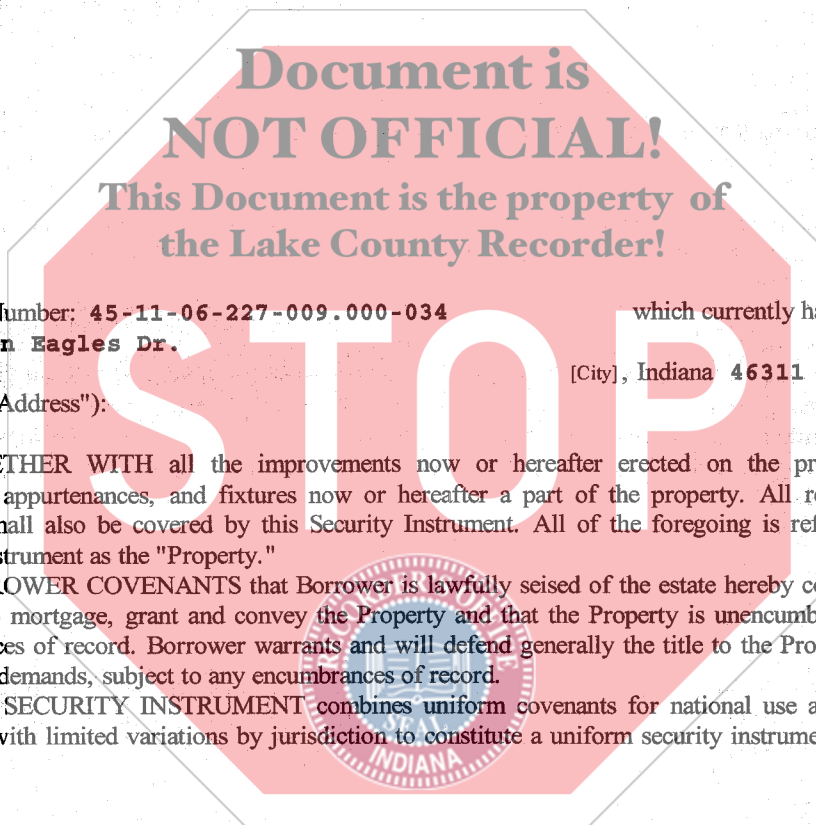 Document is
NOT OFFICIAL!
This Document is the property of
the Lake County Recorder!
Number: 45-11-06-227-009.000-034 which currently ha
n Eagles Dr.
[City], Indiana 46311
Address"):
STOP
ETHER WITH all the improvements now or hereafter erected on the pr
appurtenances, and fixtures now or hereafter a part of the property. All re
hall also be covered by this Security Instrument. All of the foregoing is ref
strument as the "Property."
OWER COVENANTS that Borrower is lawfully seised of the estate hereby co
mortgage, grant and convey the Property and that the Property is unencumb
ces of record. Borrower warrants and will defend generally the title to the Pro
demands, subject to any encumbrances of record.
SECURITY INSTRUMENT combines uniform covenants for national use a
with limited variations by jurisdiction to constitute a uniform security instrume
SEAL
INDIANA